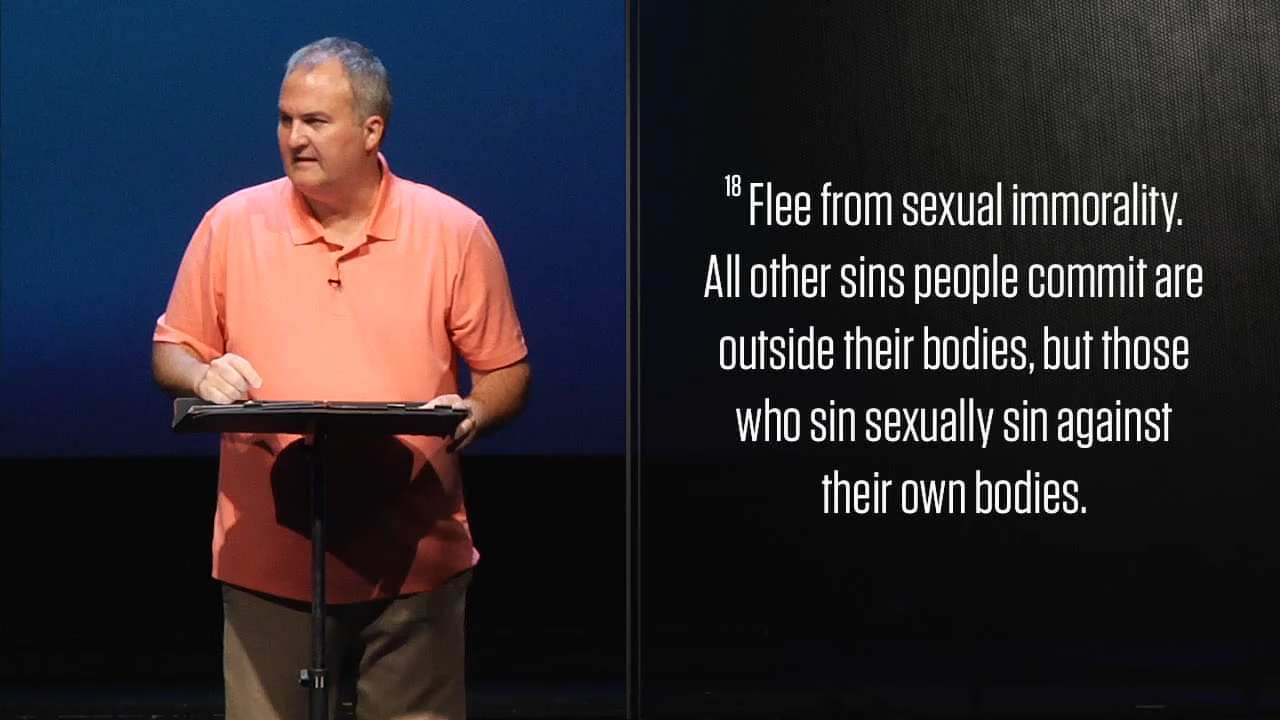 18 Flee from sexual immorality.
All other sins people commit are
outside their bodies, but those
who sin sexually sin against
their own bodies.